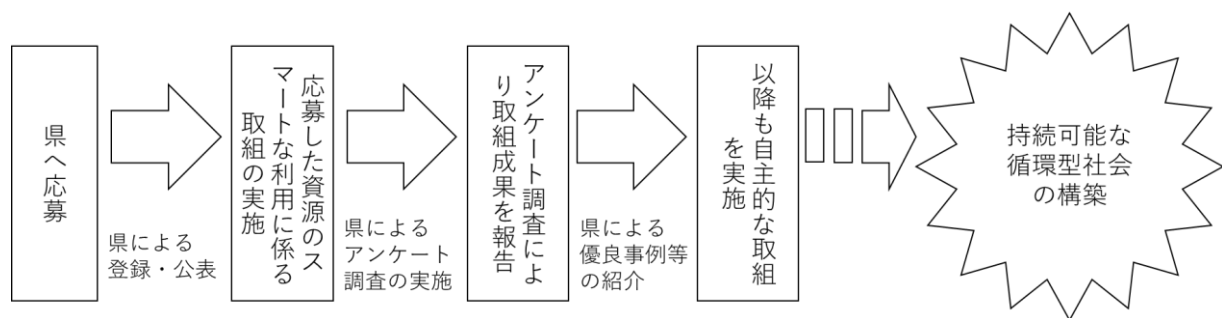 県へ応募
県による
登録・公表
応募した資源のス
マートな利用に係る
取組の実施
県による
アンケート
調査の実施
アンケート調査によ
り取組成果を報告
県による
優良事例等
の紹介
以降も自主的な取組
を実施
持続可能な
循環型社会
の構築